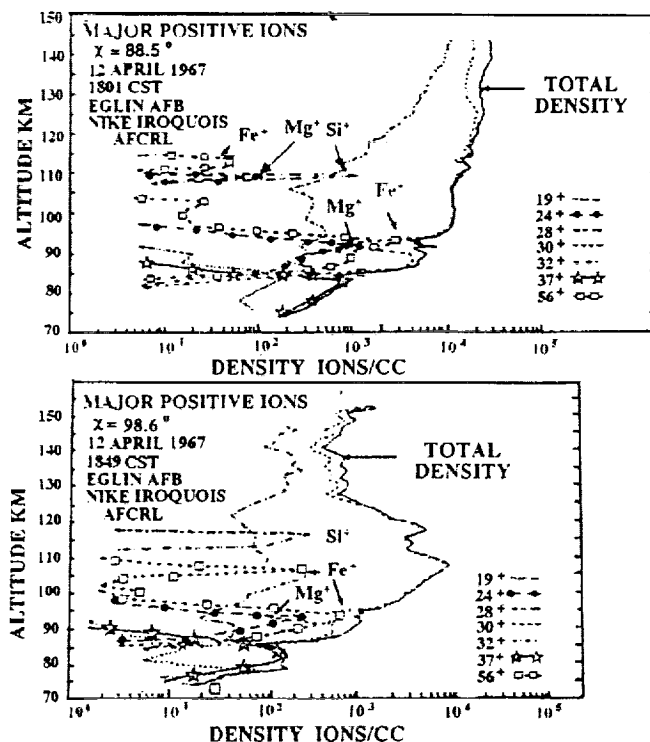 MAJOR POSITIVE IONS
χ = 88.5°
12 APRIL 1967
1801 CST
EGLIN AFB
NIKE IROQUOIS
AFCRL
Fe⁺
Mg⁺
Si⁺
TOTAL
DENSITY
Mg⁺
Fe⁺
19⁺
24⁺
28⁺
30⁺
32⁺
37⁺
56⁺
ALTITUDE KM
150
140
130
120
110
100
90
80
70
10⁰
10¹
10²
10³
10⁴
10⁵
DENSITY IONS/CC
MAJOR POSITIVE IONS
χ = 98.6°
12 APRIL 1967
1849 CST
EGLIN AFB
NIKE IROQUOIS
AFCRL
TOTAL
DENSITY
Si⁺
Fe⁺
Mg⁺
19⁺
24⁺
28⁺
30⁺
32⁺
37⁺
56⁺
ALTITUDE KM
150
140
130
120
110
100
90
80
70
10⁰
10¹
10²
10³
10⁴
10⁵
DENSITY IONS/CC